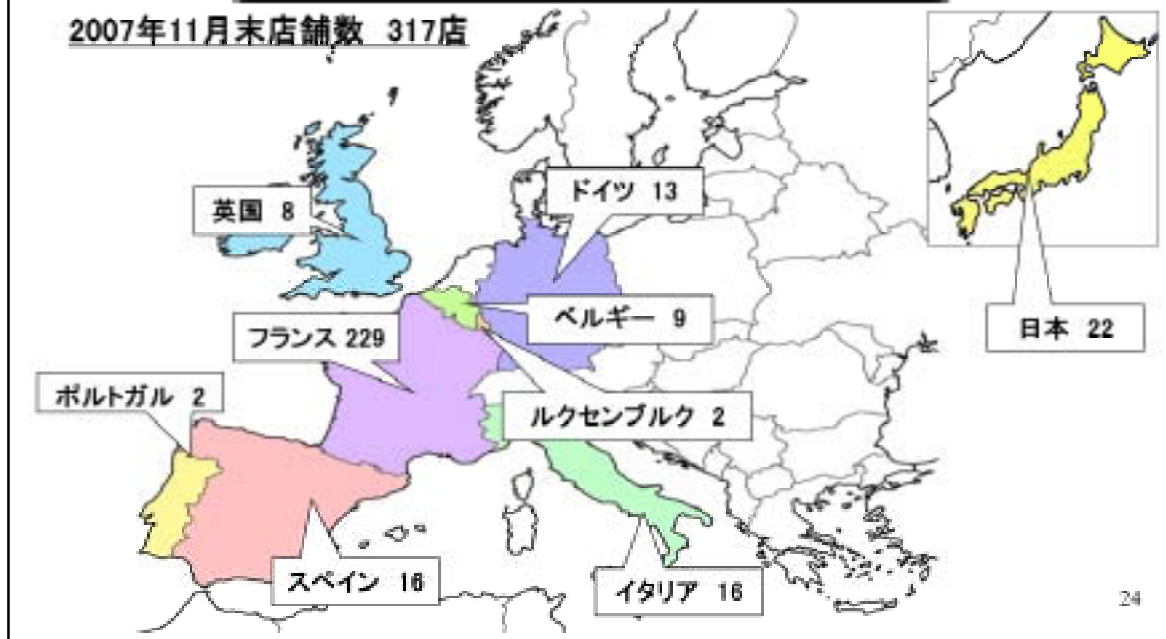 2007年11月末店舗数 317店
英国 8
ドイツ 13
フランス 229
ベルギー 9
日本 22
ポルトガル 2
ルクセンブルク 2
スペイン 16
イタリア 16
24